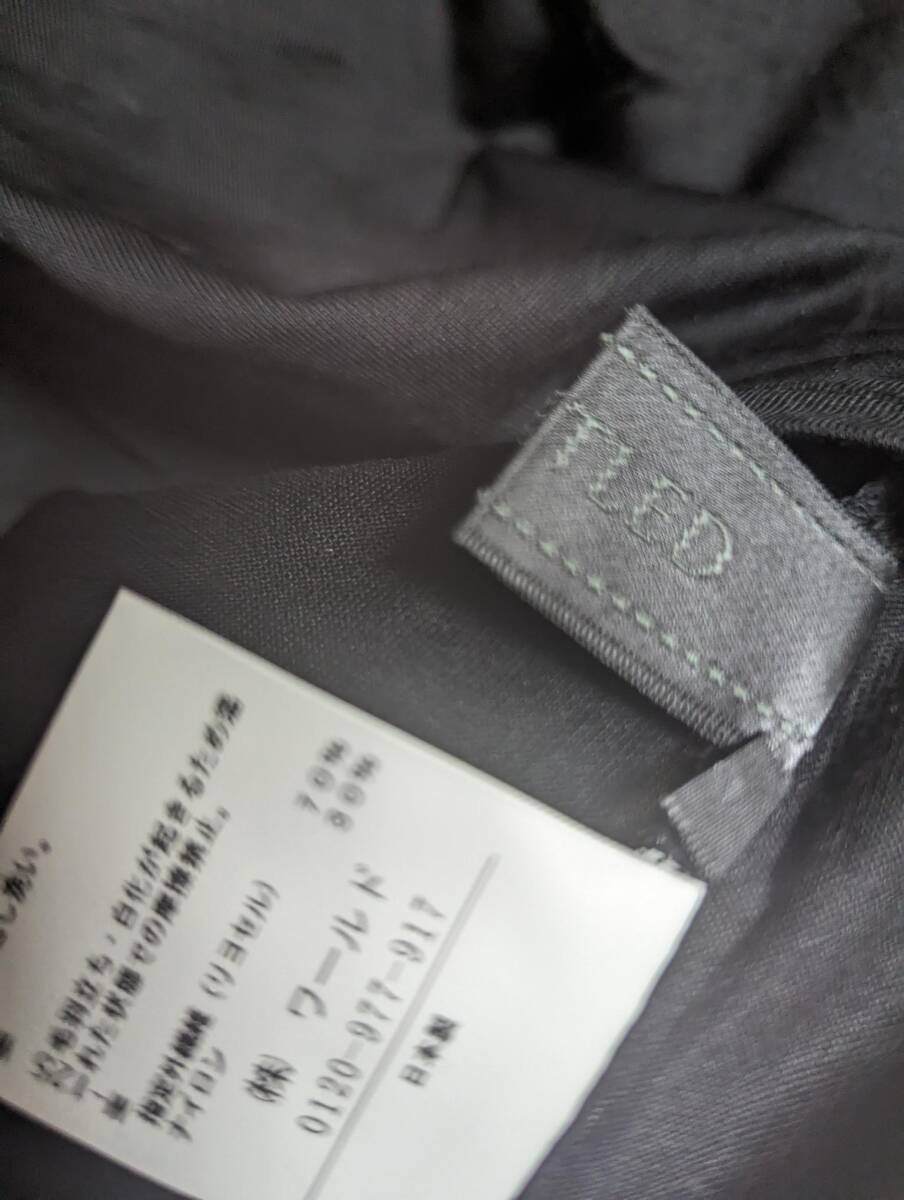 TLED
毛羽立ち・白化が起きるため濡
れた状態での摩擦禁止。
指定外繊維(リヨセル) 70%
ナイロン 30%
(株) ワールド
0120-977-917
日本製